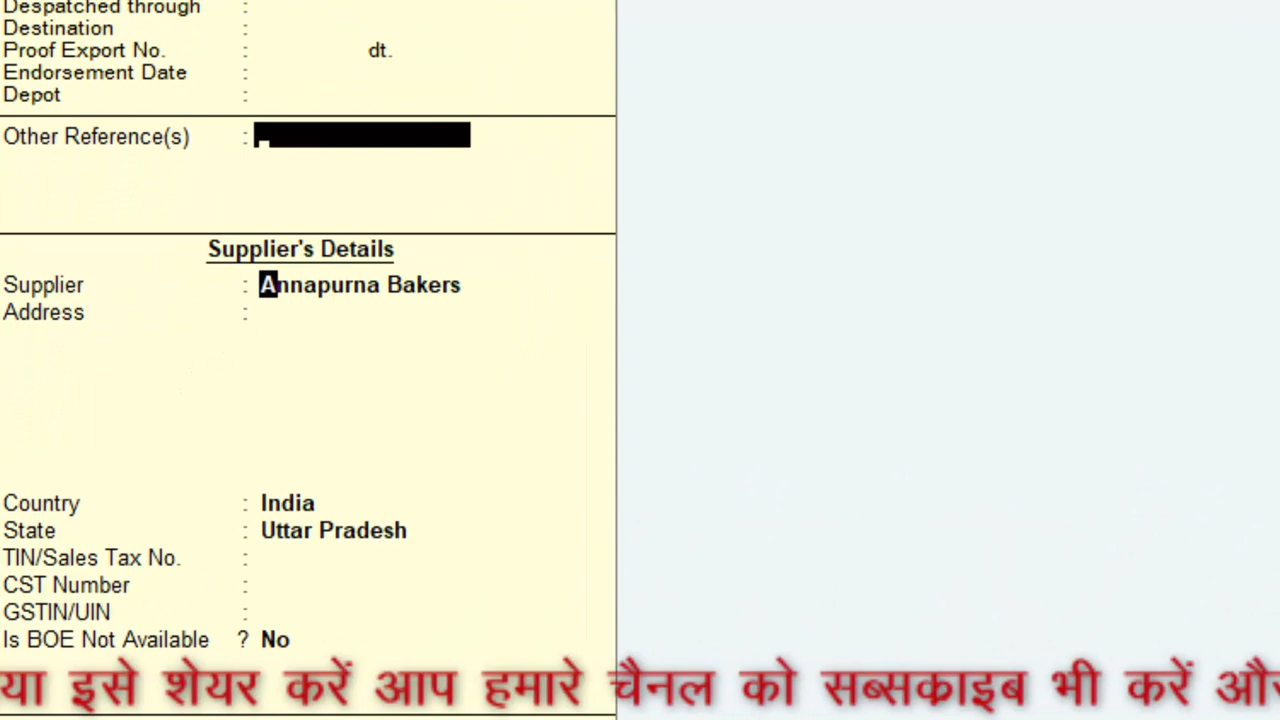 Despatched through :
Destination :
Proof Export No. : dt.
Endorsement Date :
Depot :
Other Reference(s) :
Supplier's Details
Supplier : Annapurna Bakers
Address :
Country : India
State : Uttar Pradesh
TIN/Sales Tax No. :
CST Number :
GSTIN/UIN :
Is BOE Not Available ? No
या इसे शेयर करें आप हमारे चैनल को सब्सक्राइब भी करें